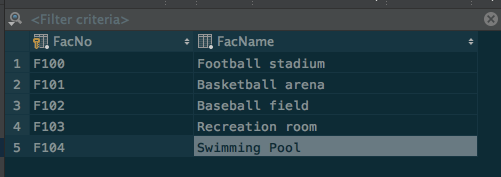 <Filter criteria>
FacNo FacName
1 F100 Football stadium
2 F101 Basketball arena
3 F102 Baseball field
4 F103 Recreation room
5 F104 Swimming Pool